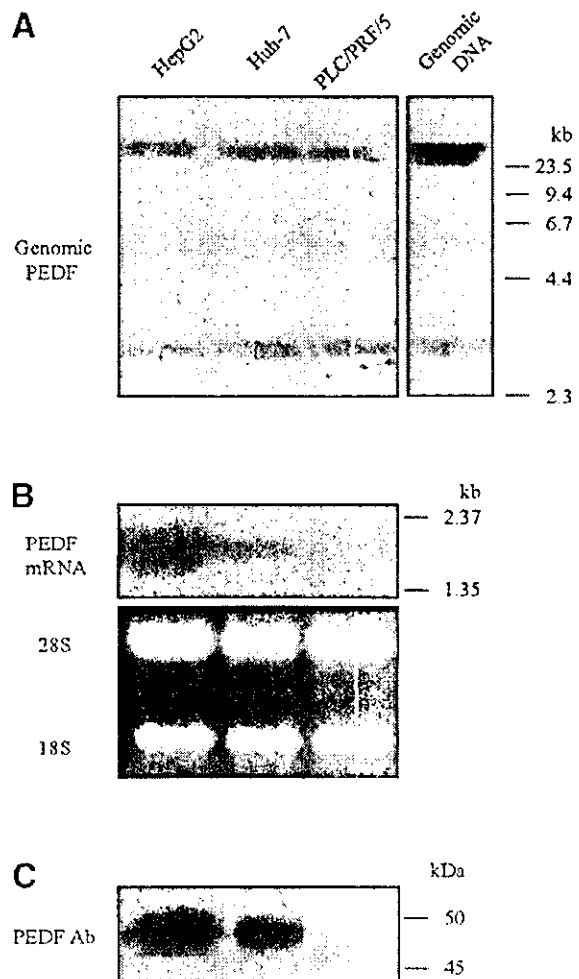 A
HepG2
Huh-7
PLC/PRF/5
Genomic
DNA
kb
23.5
9.4
6.7
4.4
2.3
Genomic
PEDF
B
kb
PEDF
mRNA
2.37
1.35
28S
18S
C
kDa
PEDF Ab
50
45